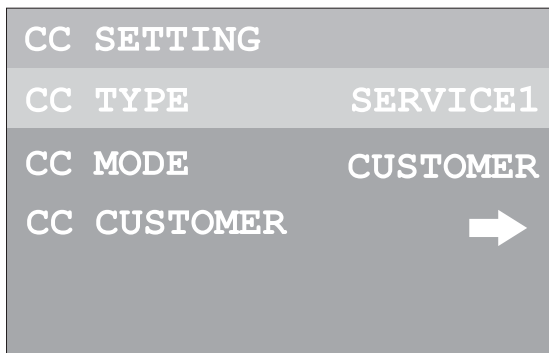 CC SETTING
CC TYPE SERVICE1
CC MODE CUSTOMER
CC CUSTOMER